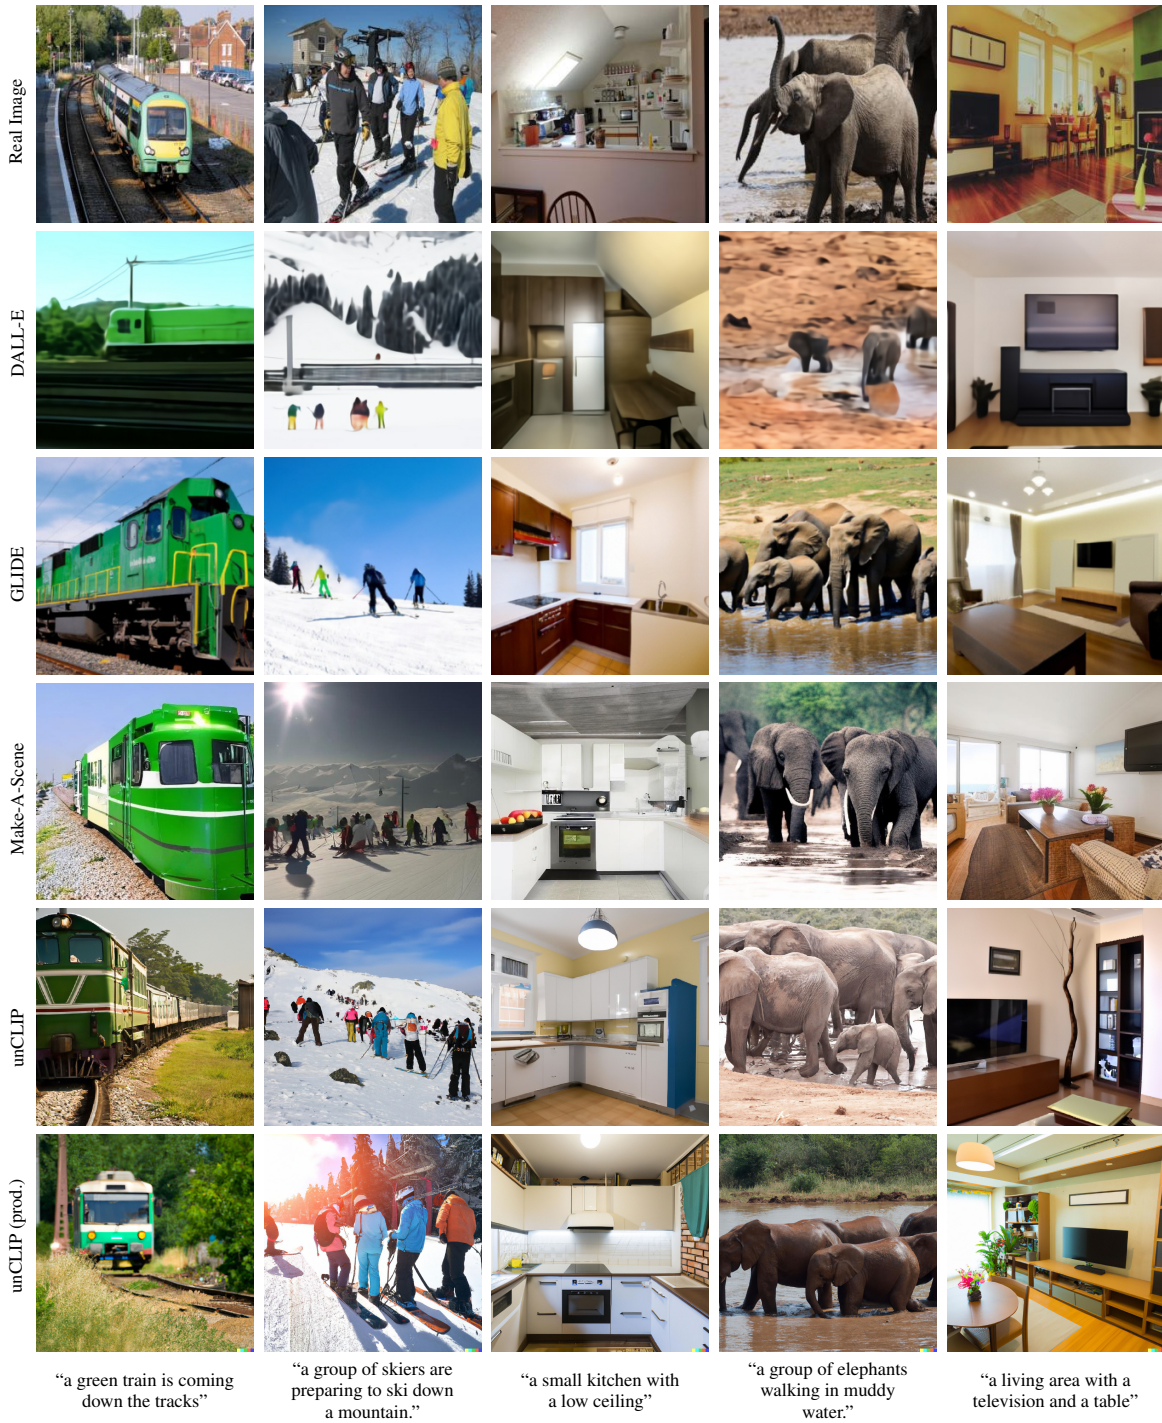 Real Image
DALL-E
GLIDE
Make-A-Scene
unCLIP
unCLIP (prod.)
“a green train is coming
down the tracks”
“a group of skiers are
preparing to ski down
a mountain.”
“a small kitchen with
a low ceiling”
“a group of elephants
walking in muddy
water.”
“a living area with a
television and a table”